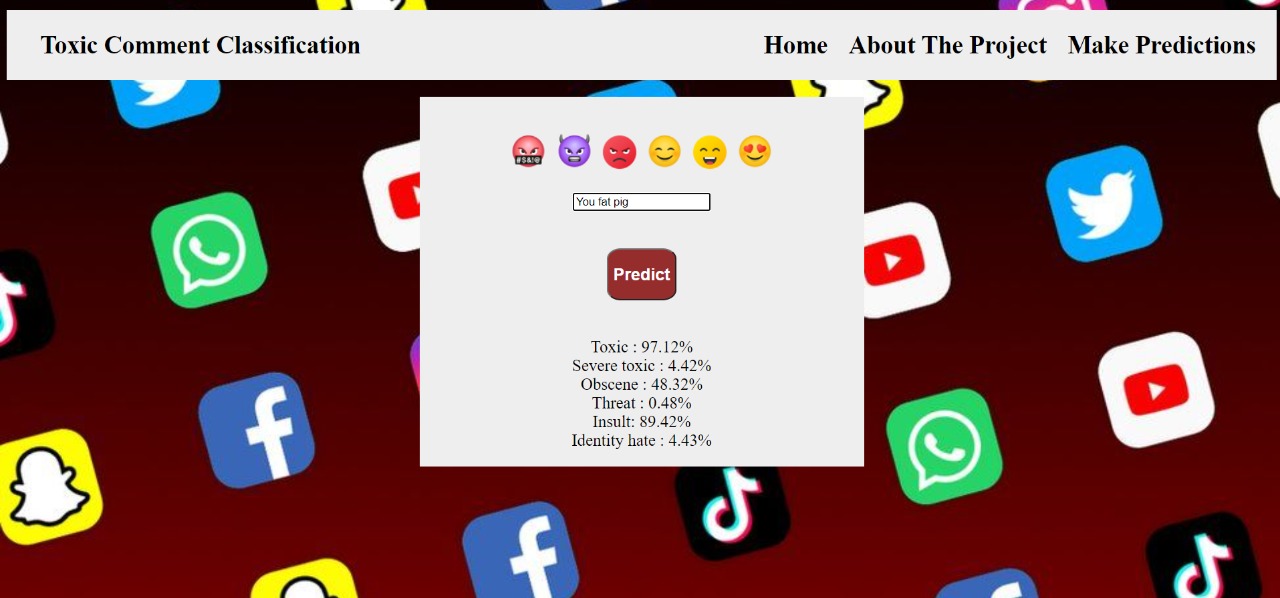 Toxic Comment Classification
Home About The Project Make Predictions
#$&!@
You fat pig
Predict
Toxic : 97.12%
Severe toxic : 4.42%
Obscene : 48.32%
Threat : 0.48%
Insult: 89.42%
Identity hate : 4.43%